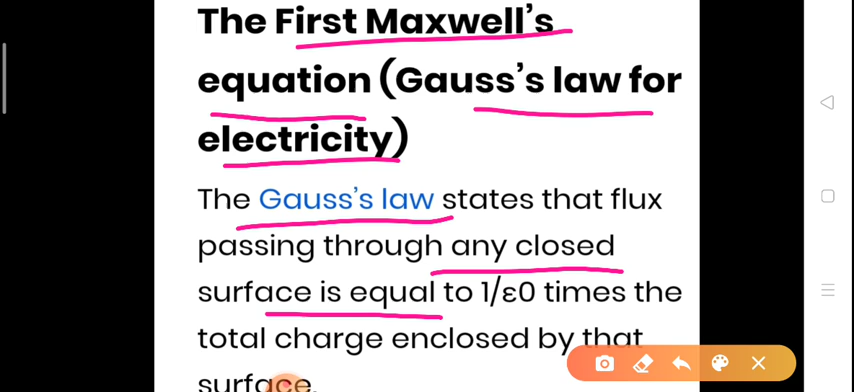 The First Maxwell's
equation (Gauss's law for
electricity)
The Gauss's law states that flux
passing through any closed
surface is equal to 1/ε0 times the
total charge enclosed by that
surface.